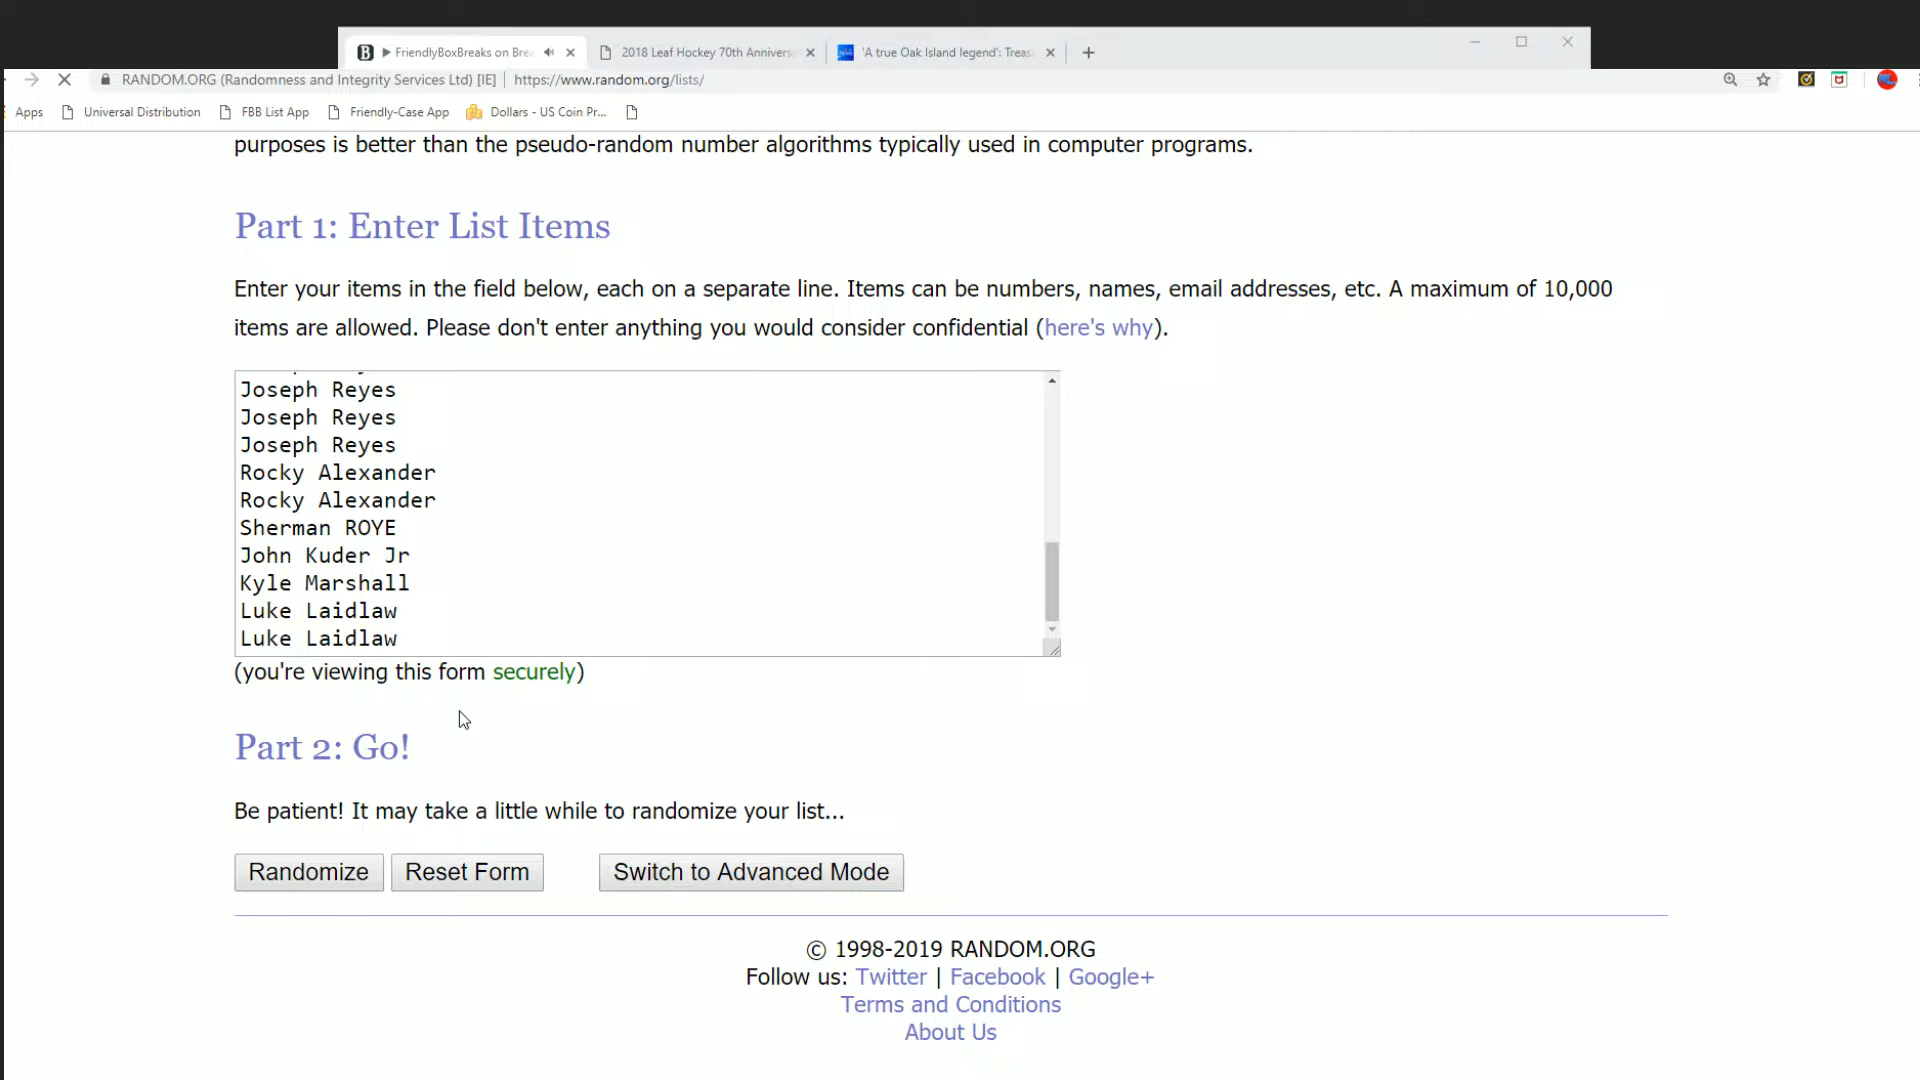 FriendlyBoxBreaks on Bre
2018 Leaf Hockey 70th Annivers
'A true Oak Island legend': Treas
RANDOM.ORG (Randomness and Integrity Services Ltd) [IE] | https://www.random.org/lists/
Apps Universal Distribution FBB List App Friendly-Case App Dollars - US Coin Pr...
purposes is better than the pseudo-random number algorithms typically used in computer programs.
Part 1: Enter List Items
Enter your items in the field below, each on a separate line. Items can be numbers, names, email addresses, etc. A maximum of 10,000
items are allowed. Please don't enter anything you would consider confidential (here's why).
Joseph Reyes
Joseph Reyes
Joseph Reyes
Rocky Alexander
Rocky Alexander
Sherman ROYE
John Kuder Jr
Kyle Marshall
Luke Laidlaw
Luke Laidlaw
(you're viewing this form securely)
Part 2: Go!
Be patient! It may take a little while to randomize your list...
Randomize Reset Form Switch to Advanced Mode
© 1998-2019 RANDOM.ORG
Follow us: Twitter | Facebook | Google+
Terms and Conditions
About Us